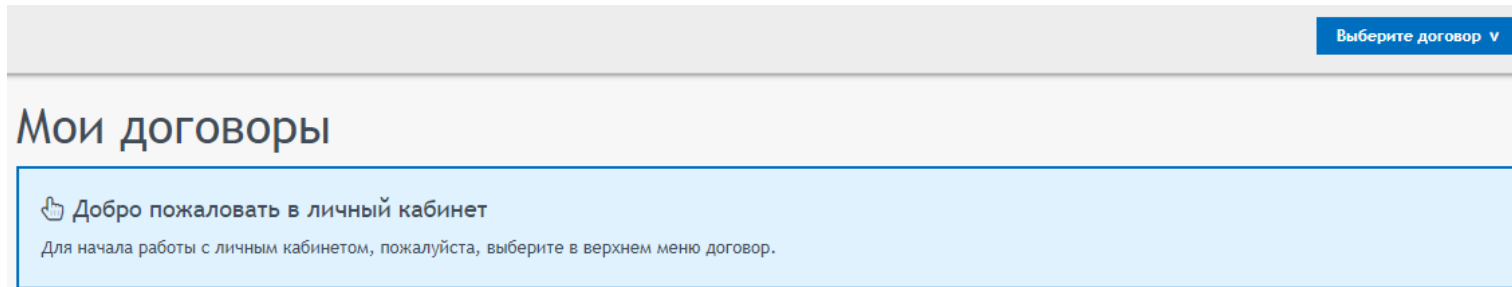 Выберите договор v
Мои договоры
Добро пожаловать в личный кабинет
Для начала работы с личным кабинетом, пожалуйста, выберите в верхнем меню договор.